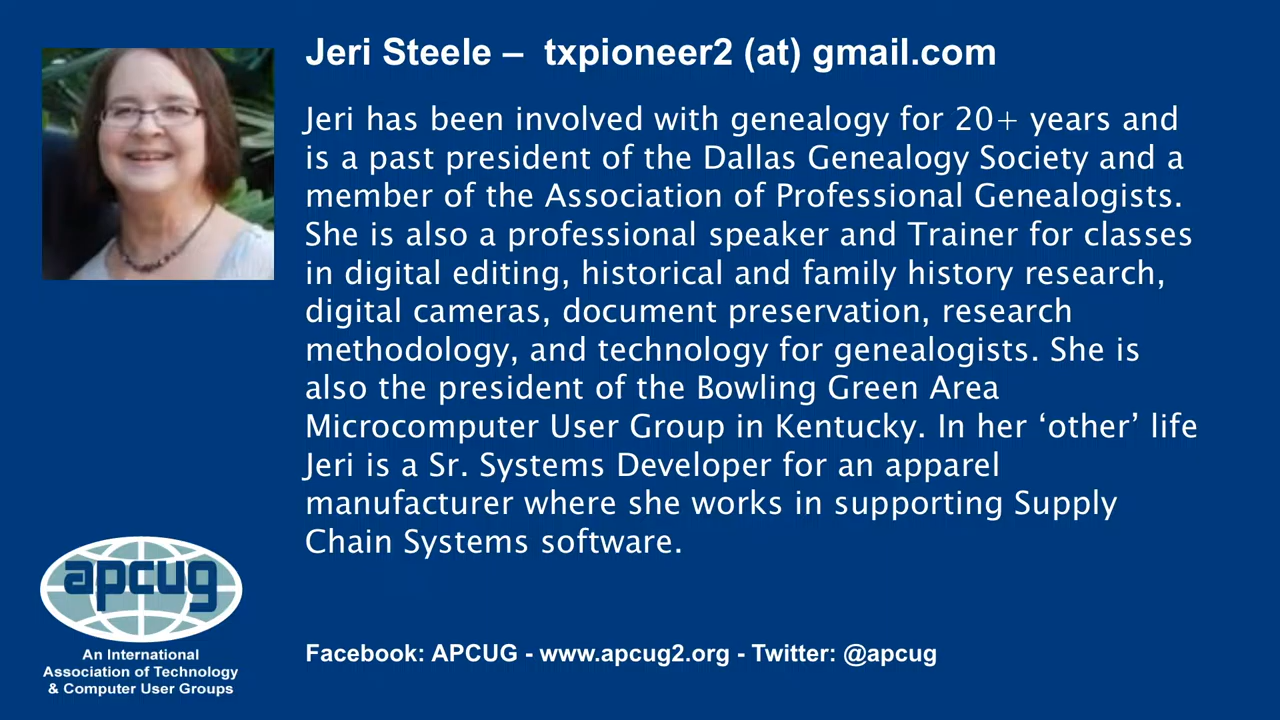 Jeri Steele – txpioneer2 (at) gmail.com
Jeri has been involved with genealogy for 20+ years and
is a past president of the Dallas Genealogy Society and a
member of the Association of Professional Genealogists.
She is also a professional speaker and Trainer for classes
in digital editing, historical and family history research,
digital cameras, document preservation, research
methodology, and technology for genealogists. She is
also the president of the Bowling Green Area
Microcomputer User Group in Kentucky. In her ‘other’ life
Jeri is a Sr. Systems Developer for an apparel
manufacturer where she works in supporting Supply
Chain Systems software.
apcug
An International
Association of Technology
& Computer User Groups
Facebook: APCUG - www.apcug2.org - Twitter: @apcug